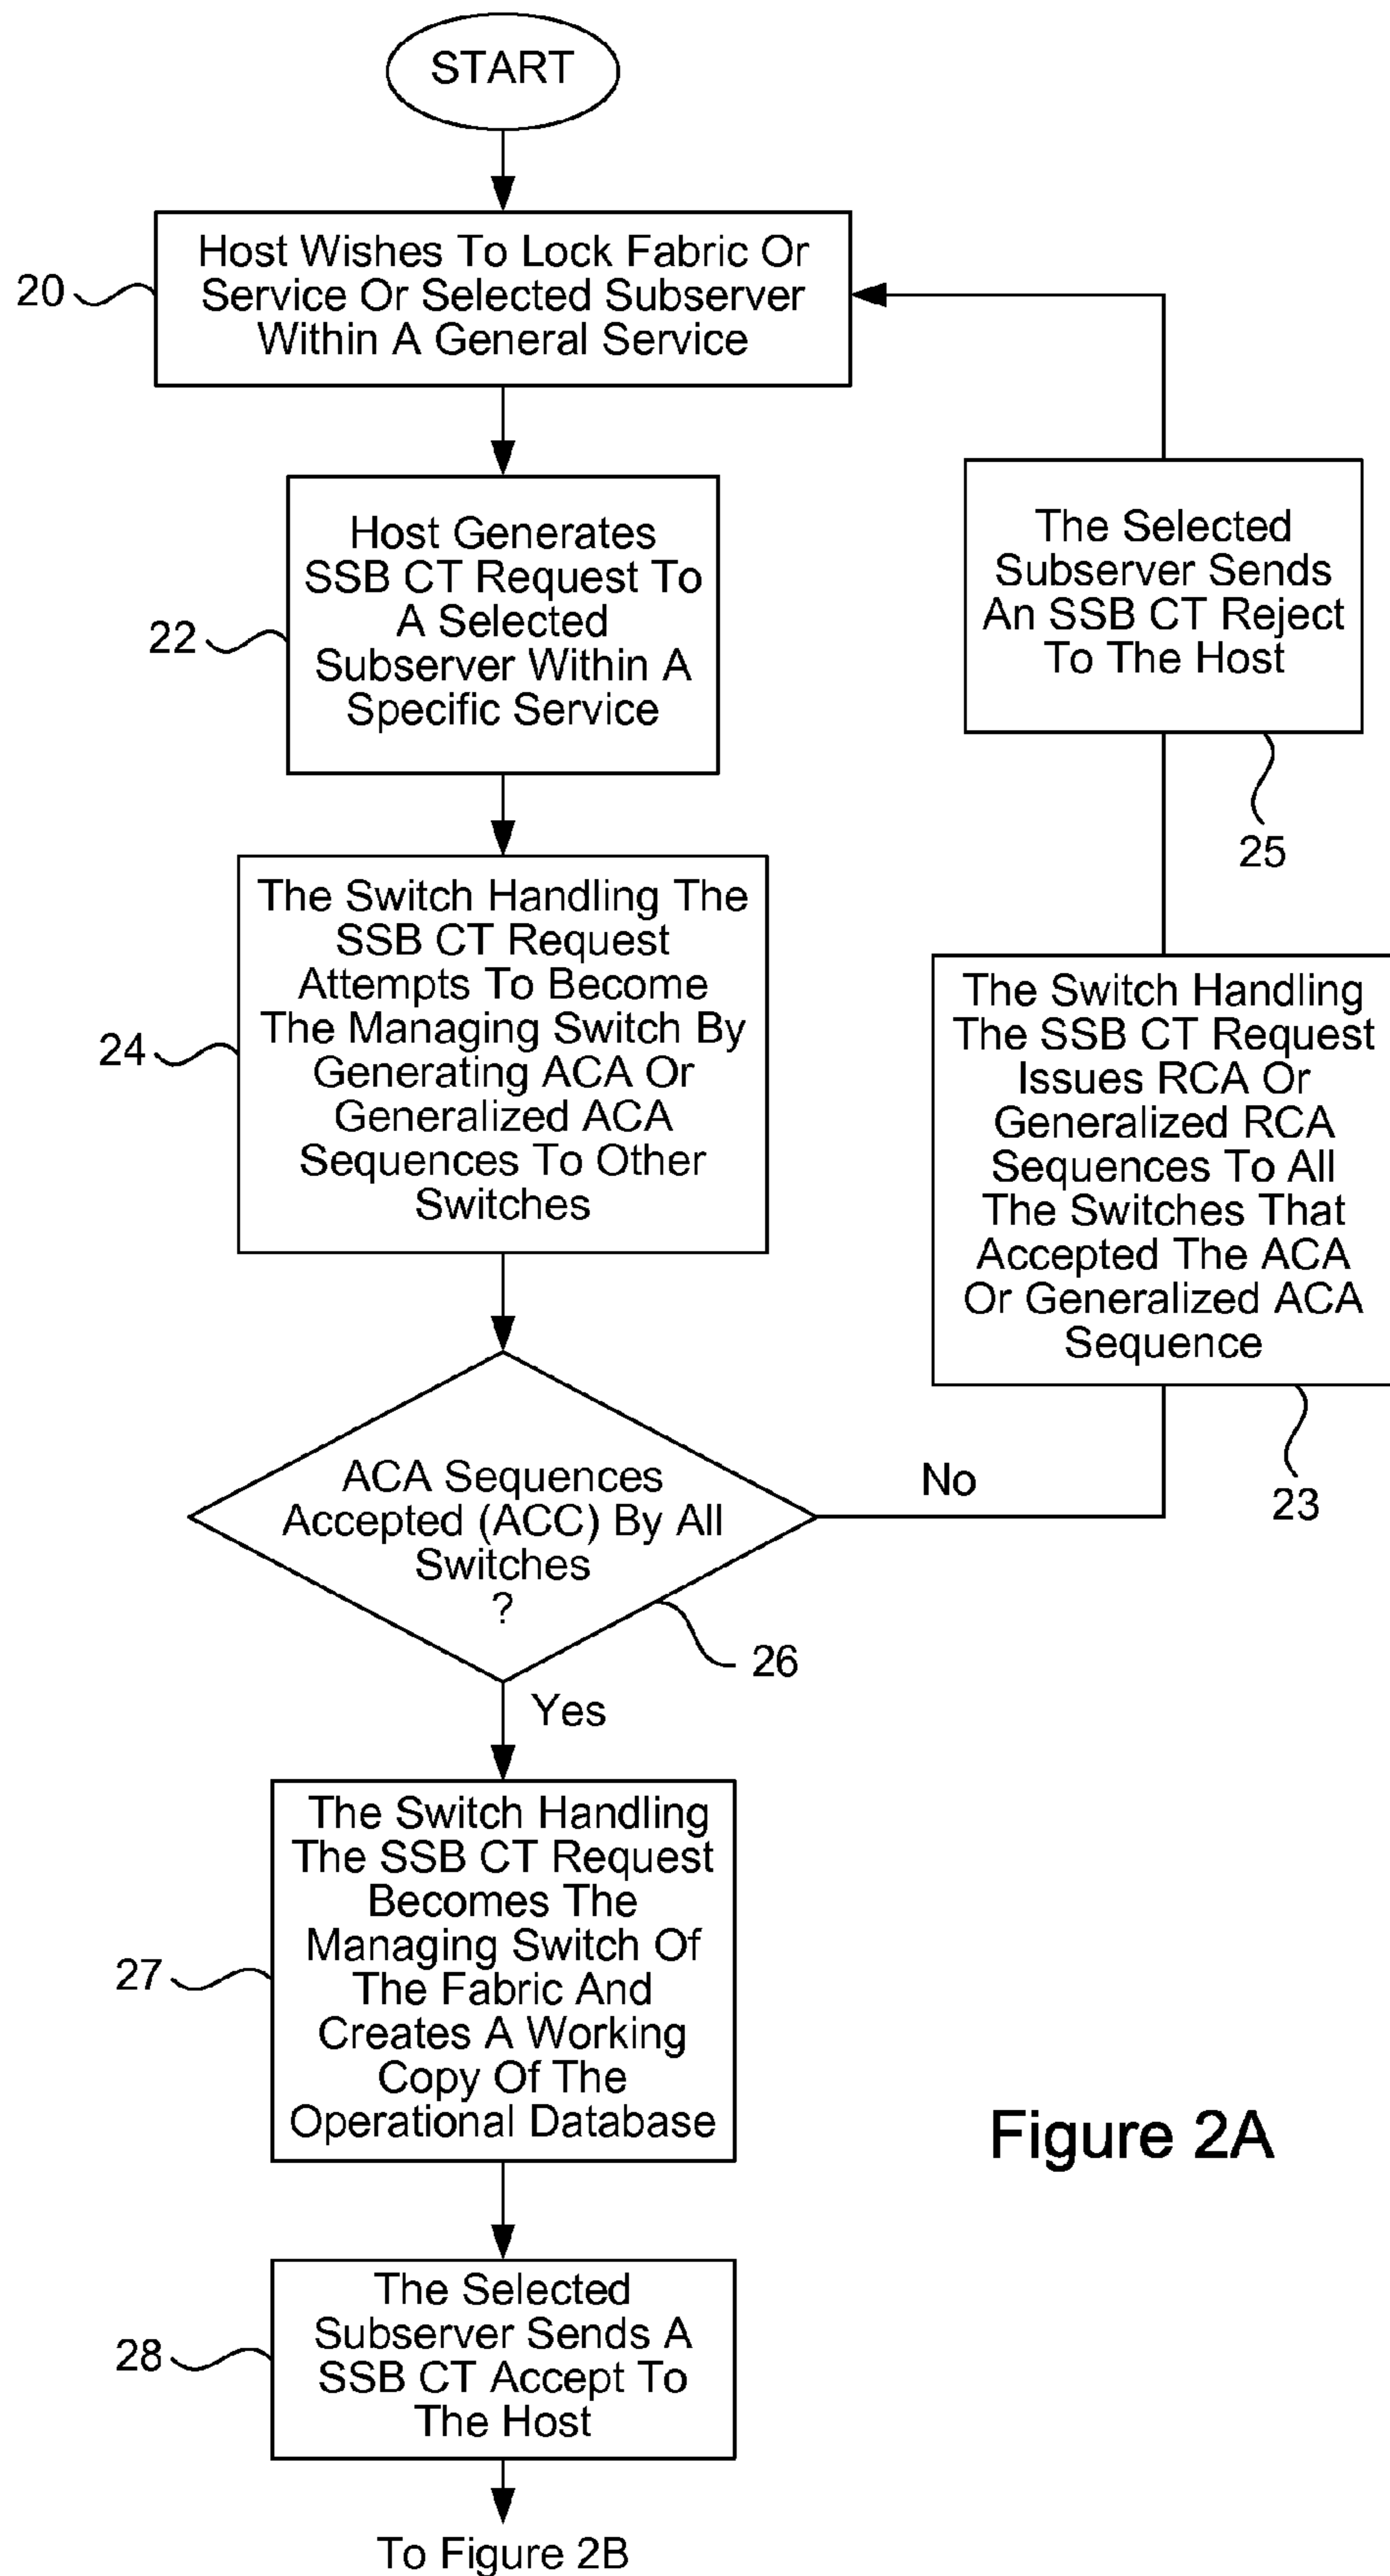 START
Host Wishes To Lock Fabric Or
Service Or Selected Subserver
Within A General Service
20
Host Generates
SSB CT Request To
A Selected
Subserver Within A
Specific Service
22
The Selected
Subserver Sends
An SSB CT Reject
To The Host
25
The Switch Handling The
SSB CT Request
Attempts To Become
The Managing Switch By
Generating ACA Or
Generalized ACA
Sequences To Other
Switches
24
The Switch Handling
The SSB CT Request
Issues RCA Or
Generalized RCA
Sequences To All
The Switches That
Accepted The ACA
Or Generalized ACA
Sequence
23
ACA Sequences
Accepted (ACC) By All
Switches
?
No
26
Yes
The Switch Handling
The SSB CT Request
Becomes The
Managing Switch Of
The Fabric And
Creates A Working
Copy Of The
Operational Database
27
Figure 2A
The Selected
Subserver Sends A
SSB CT Accept To
The Host
28
To Figure 2B